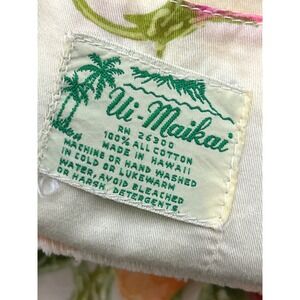 Ui-Maikai
RN 26300
100% ALL COTTON
MADE IN HAWAII
MACHINE OR HAND WASHED
IN COLD OR LUKEWARM
WATER, AVOID BLEACHED
OR HARSH DETERGENTS.